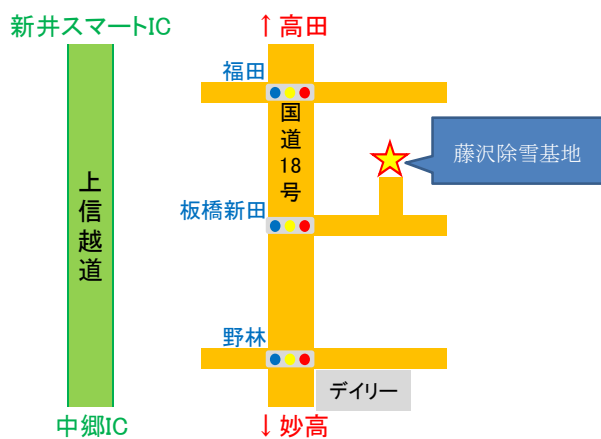 新井スマートIC
↑高田
福田
国道18号
藤沢除雪基地
上信越道
板橋新田
野林
デイリー
中郷IC
↓妙高